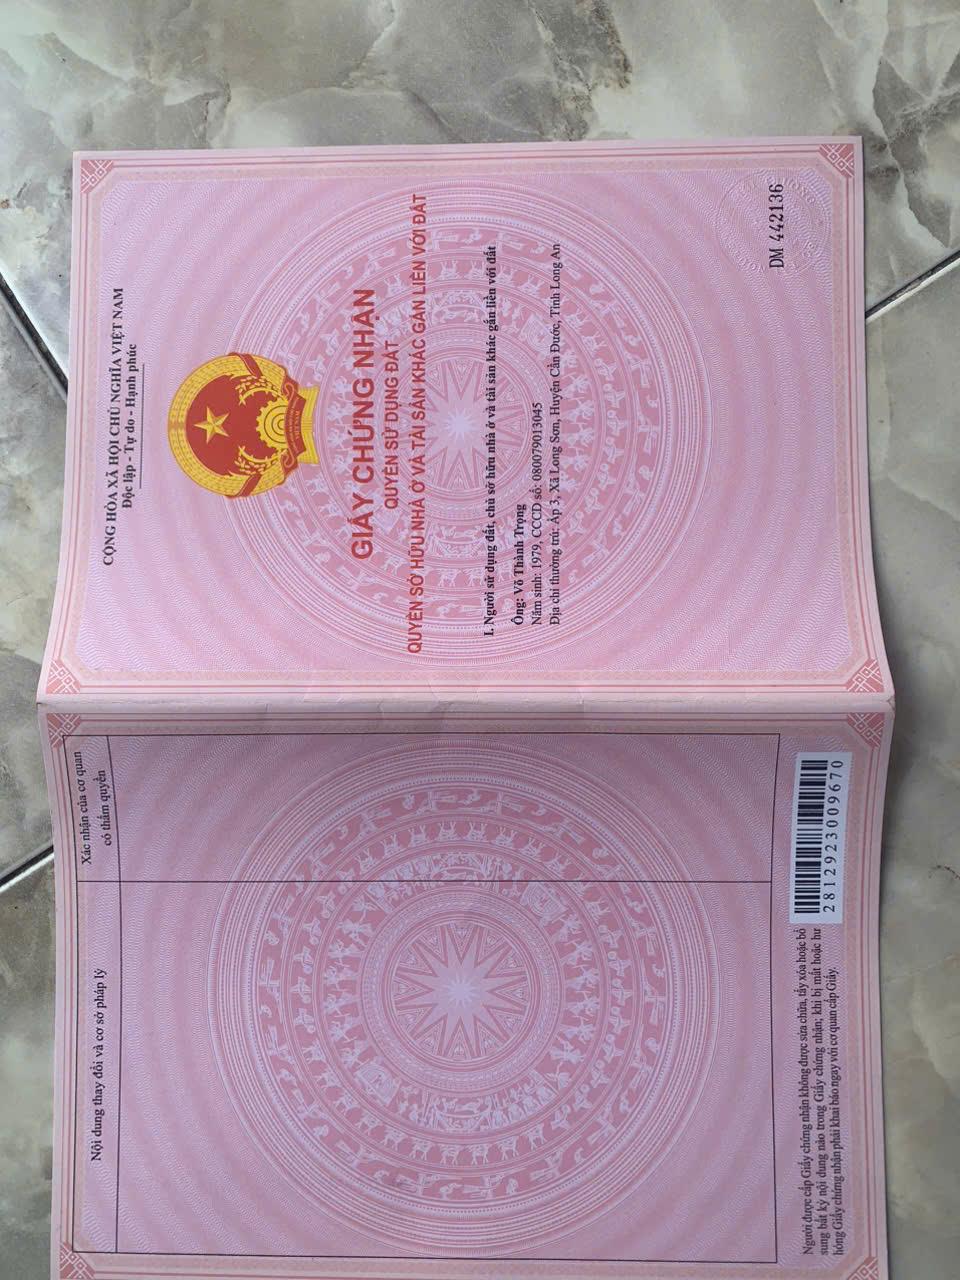 CỘNG HÒA XÃ HỘI CHỦ NGHĨA VIỆT NAM
Độc lập - Tự do - Hạnh phúc
VIỆT NAM
GIẤY CHỨNG NHẬN
QUYỀN SỬ DỤNG ĐẤT
QUYỀN SỞ HỮU NHÀ Ở VÀ TÀI SẢN KHÁC GẮN LIỀN VỚI ĐẤT
I. Người sử dụng đất, chủ sở hữu nhà ở và tài sản khác gắn liền với đất
Ông: Võ Thành Trọng
Năm sinh: 1979, CCCD số: 080079013045
Địa chỉ thường trú: Ấp 3, Xã Long Sơn, Huyện Cần Đước, Tỉnh Long An
DM 442136
Nội dung thay đổi và cơ sở pháp lý
Xác nhận của cơ quan
có thẩm quyền
Người được cấp Giấy chứng nhận không được sửa chữa, tẩy xóa hoặc bổ
sung bất kỳ nội dung nào trong Giấy chứng nhận; khi bị mất hoặc hư
hỏng Giấy chứng nhận phải khai báo ngay với cơ quan cấp Giấy.
281292300​9670